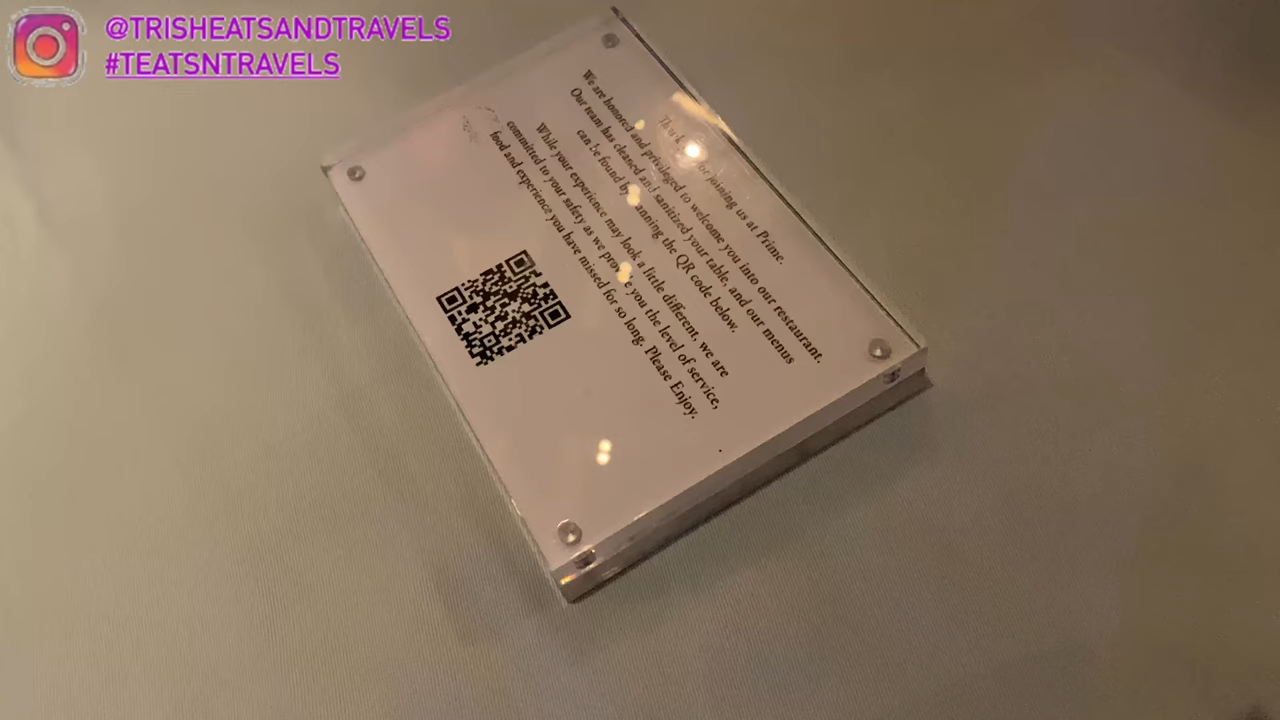 @TRISHEATSANDTRAVELS
#TEATSNTRAVELS
for joining us at Prime.
We are honored and privileged to welcome you into our restaurant.
Our team has cleaned and sanitized your table, and our menus
can be found by scanning the QR code below.
While your experience may look a little different, we are
committed to your safety as we provide you the level of service,
food and experience you have missed for so long. Please Enjoy.